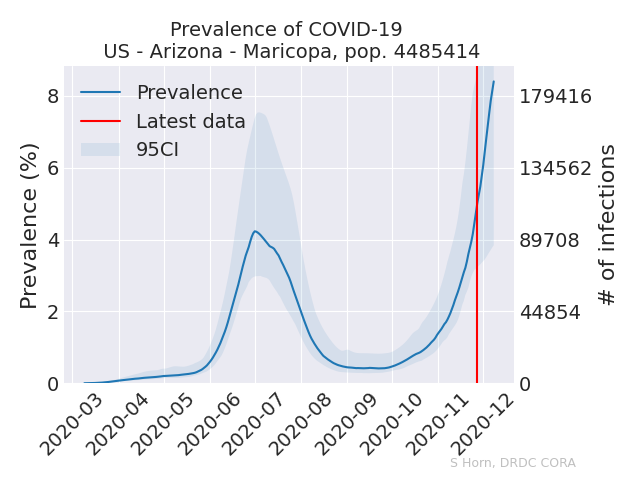 Prevalence of COVID-19
US - Arizona - Maricopa, pop. 4485414
Prevalence
Latest data
95CI
Prevalence (%)
8
6
4
2
0
179416
134562
89708
44854
0
# of infections
2020-03
2020-04
2020-05
2020-06
2020-07
2020-08
2020-09
2020-10
2020-11
2020-12
S Horn, DRDC CORA